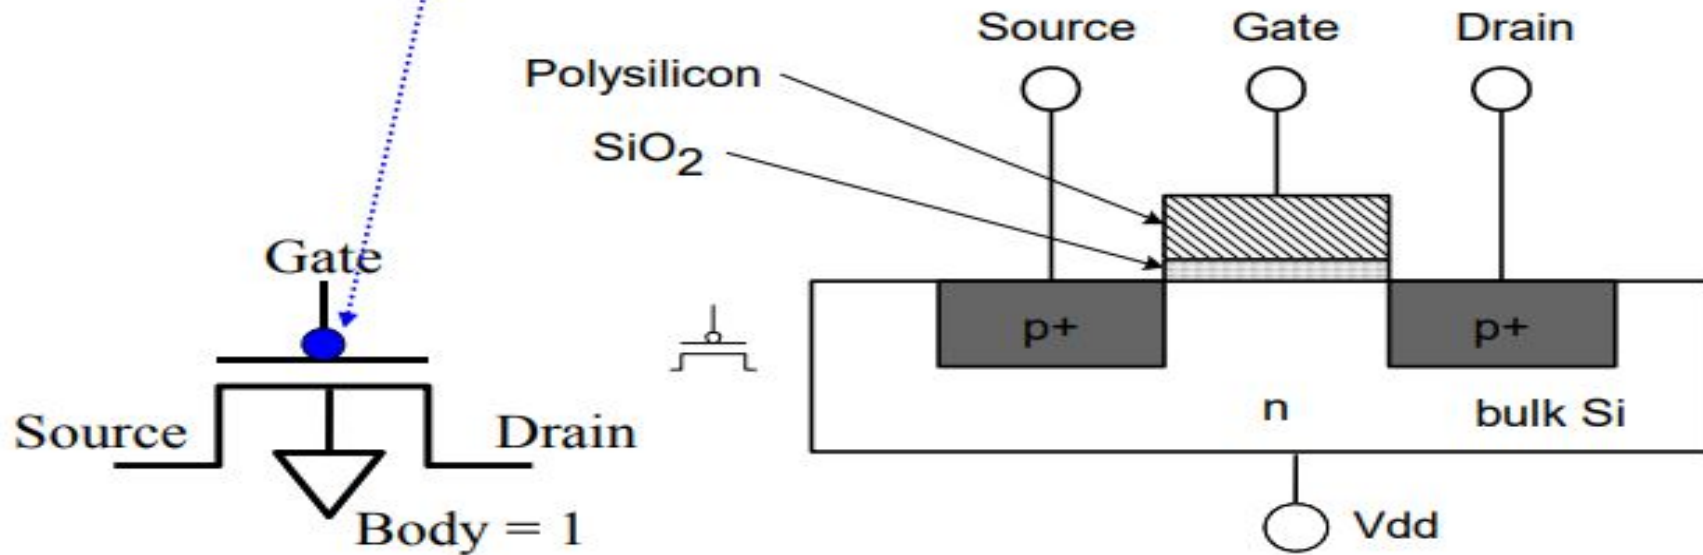 Source Gate Drain
Polysilicon
SiO2
Gate
p+ p+
n bulk Si
Source Drain
Body = 1
Vdd